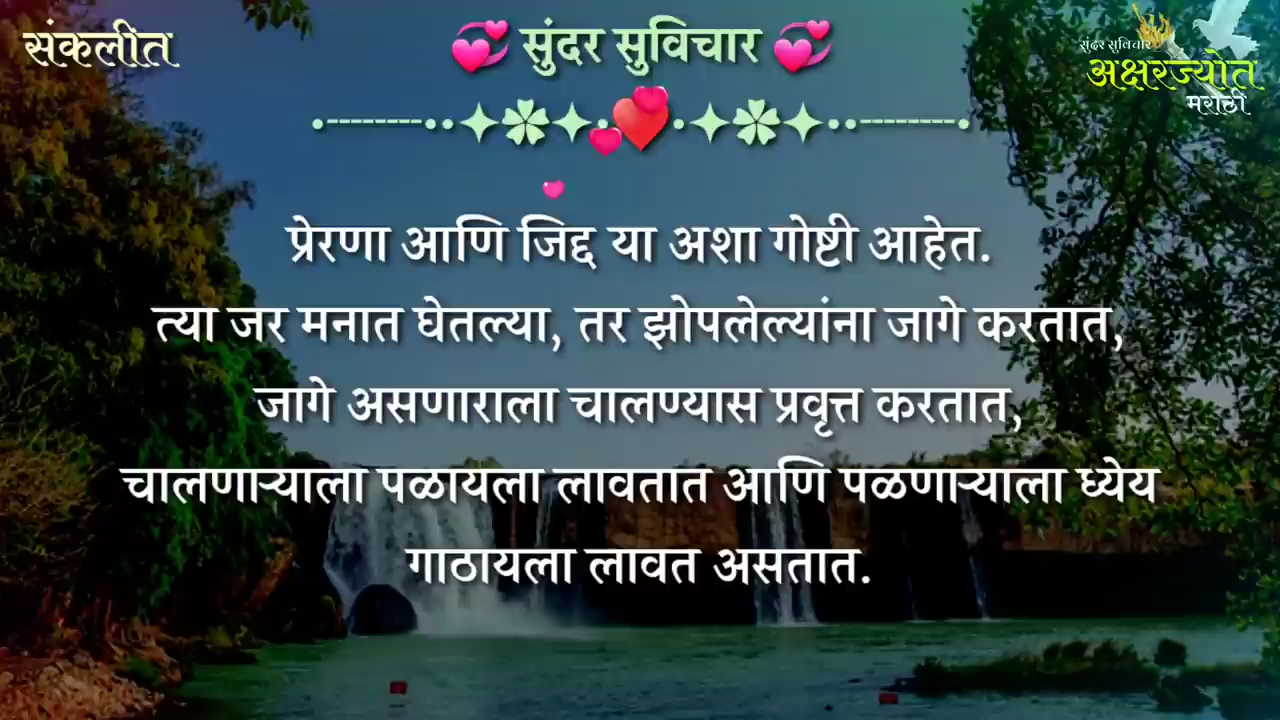 संकलीत
💞 सुंदर सुविचार 💞
सुंदर सुविचार
अक्षरज्योत
मराठी
प्रेरणा आणि जिद्द या अशा गोष्टी आहेत.
त्या जर मनात घेतल्या, तर झोपलेल्यांना जागे करतात,
जागे असणाराला चालण्यास प्रवृत्त करतात,
चालणाऱ्याला पळायला लावतात आणि पळणाऱ्याला ध्येय
गाठायला लावत असतात.